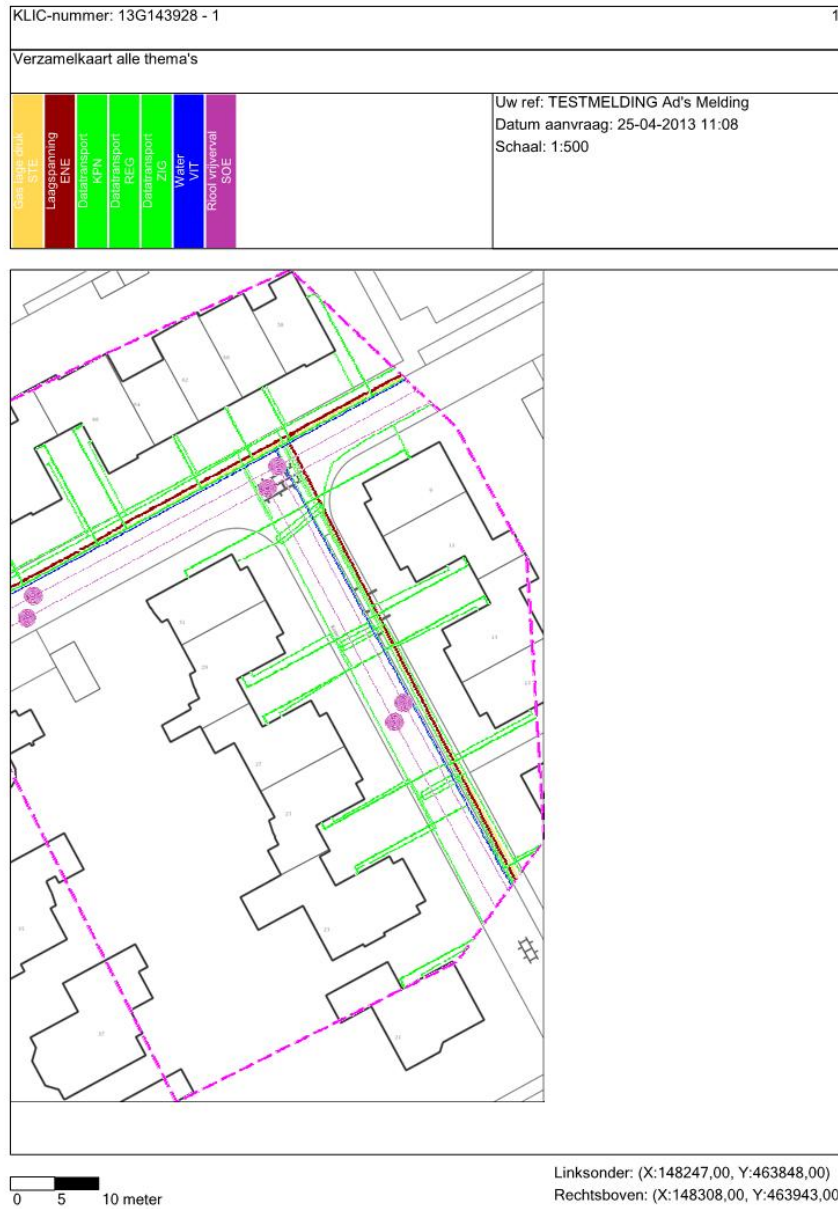 KLIC-nummer: 13G143928 - 1
1
Verzamelkaart alle thema's
Gas lage druk
STE
Laagspanning
ENE
Datatransport
KPN
Datatransport
REG
Datatransport
ZIG
Water
VIT
Riool vrijverval
SOE
Uw ref: TESTMELDING Ad's Melding
Datum aanvraag: 25-04-2013 11:08
Schaal: 1:500
0 5 10 meter
Linksonder: (X:148247,00, Y:463848,00)
Rechtsboven: (X:148308,00, Y:463943,00